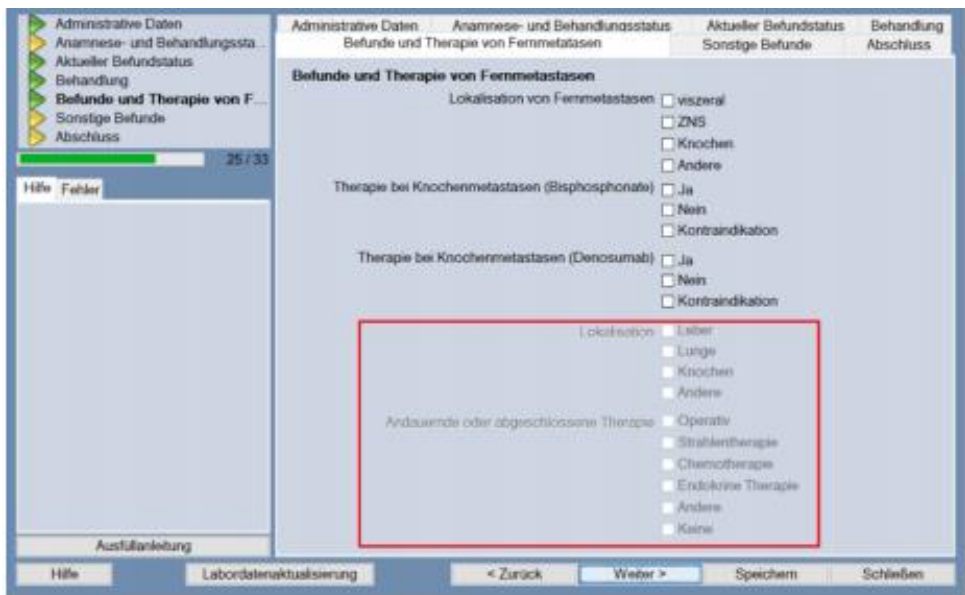 Administrative Daten
Anamnese- und Behandlungssta...
Aktueller Befundstatus
Behandlung
Befunde und Therapie von F...
Sonstige Befunde
Abschluss
25 / 33
Hilfe Fehler
Ausfüllanleitung
Administrative Daten Anamnese- und Behandlungsstatus Aktueller Befundstatus Behandlung
Befunde und Therapie von Fernmetatasen Sonstige Befunde Abschluss
Befunde und Therapie von Fernmetastasen
Lokalisation von Fernmetastasen viszeral
ZNS
Knochen
Andere
Therapie bei Knochenmetastasen (Bisphosphonate) Ja
Nein
Kontraindikation
Therapie bei Knochenmetastasen (Denosumab) Ja
Nein
Kontraindikation
Lokalisation Leber
Lunge
Knochen
Andere
Andauernde oder abgeschlossene Therapie Operativ
Strahlentherapie
Chemotherapie
Endokrine Therapie
Andere
Keine
Hilfe Labordatenaktualisierung < Zurück Weiter > Speichern Schließen